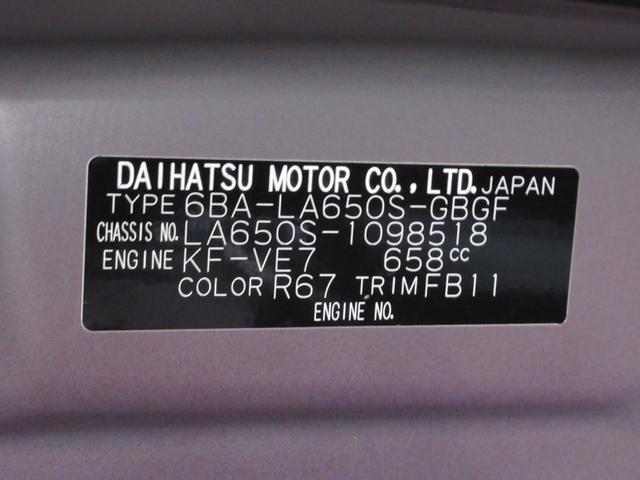 DAIHATSU MOTOR CO., LTD. JAPAN
TYPE 6BA-LA650S-GBGF
CHASSIS NO. LA650S-1098518
ENGINE KF-VE7 658cc
COLOR R67 TRIM FB11
ENGINE NO.